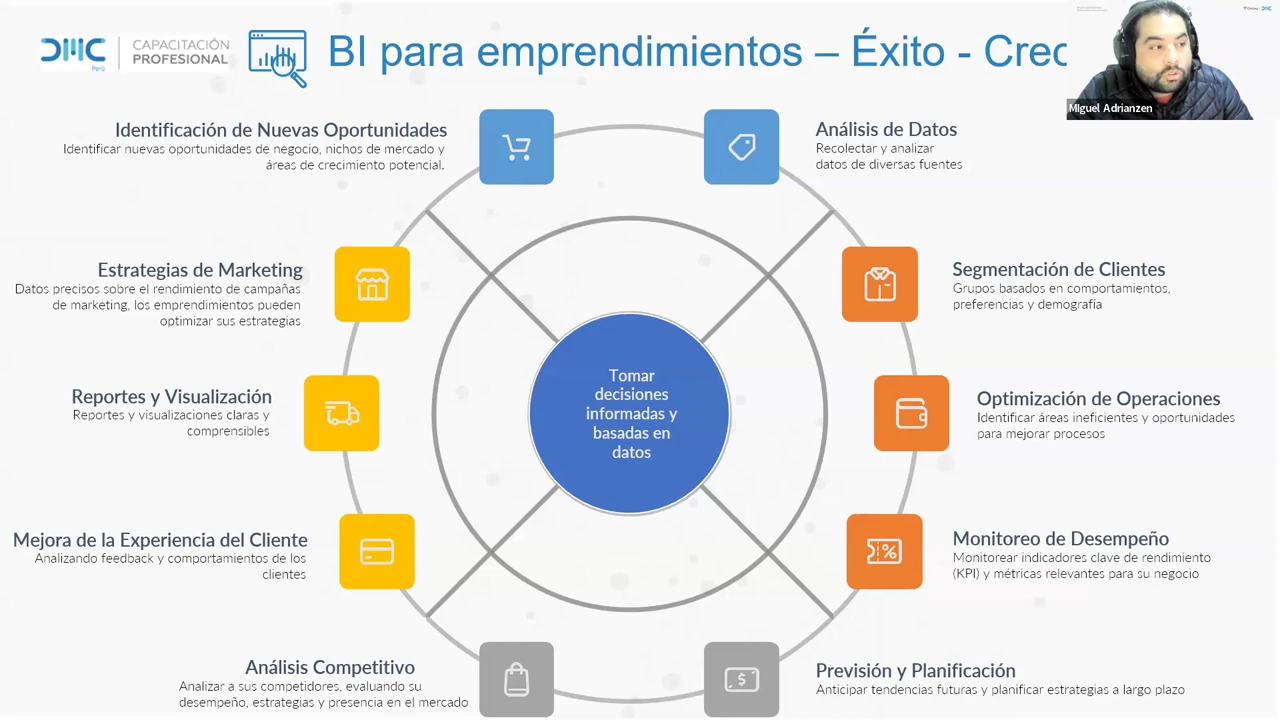 DMC
Perú
CAPACITACIÓN
PROFESIONAL
BI para emprendimientos – Éxito - Crec
MIguel Adrianzen
Identificación de Nuevas Oportunidades
Identificar nuevas oportunidades de negocio, nichos de mercado y
áreas de crecimiento potencial.
Análisis de Datos
Recolectar y analizar
datos de diversas fuentes
Estrategias de Marketing
Datos precisos sobre el rendimiento de campañas
de marketing, los emprendimientos pueden
optimizar sus estrategias
Segmentación de Clientes
Grupos basados en comportamientos,
preferencias y demografía
Reportes y Visualización
Reportes y visualizaciones claras y
comprensibles
Tomar
decisiones
informadas y
basadas en
datos
Optimización de Operaciones
Identificar áreas ineficientes y oportunidades
para mejorar procesos
Mejora de la Experiencia del Cliente
Analizando feedback y comportamientos de los
clientes
%
Monitoreo de Desempeño
Monitorear indicadores clave de rendimiento
(KPI) y métricas relevantes para su negocio
Análisis Competitivo
Analizar a sus competidores, evaluando su
desempeño, estrategias y presencia en el mercado
$
Previsión y Planificación
Anticipar tendencias futuras y planificar estrategias a largo plazo